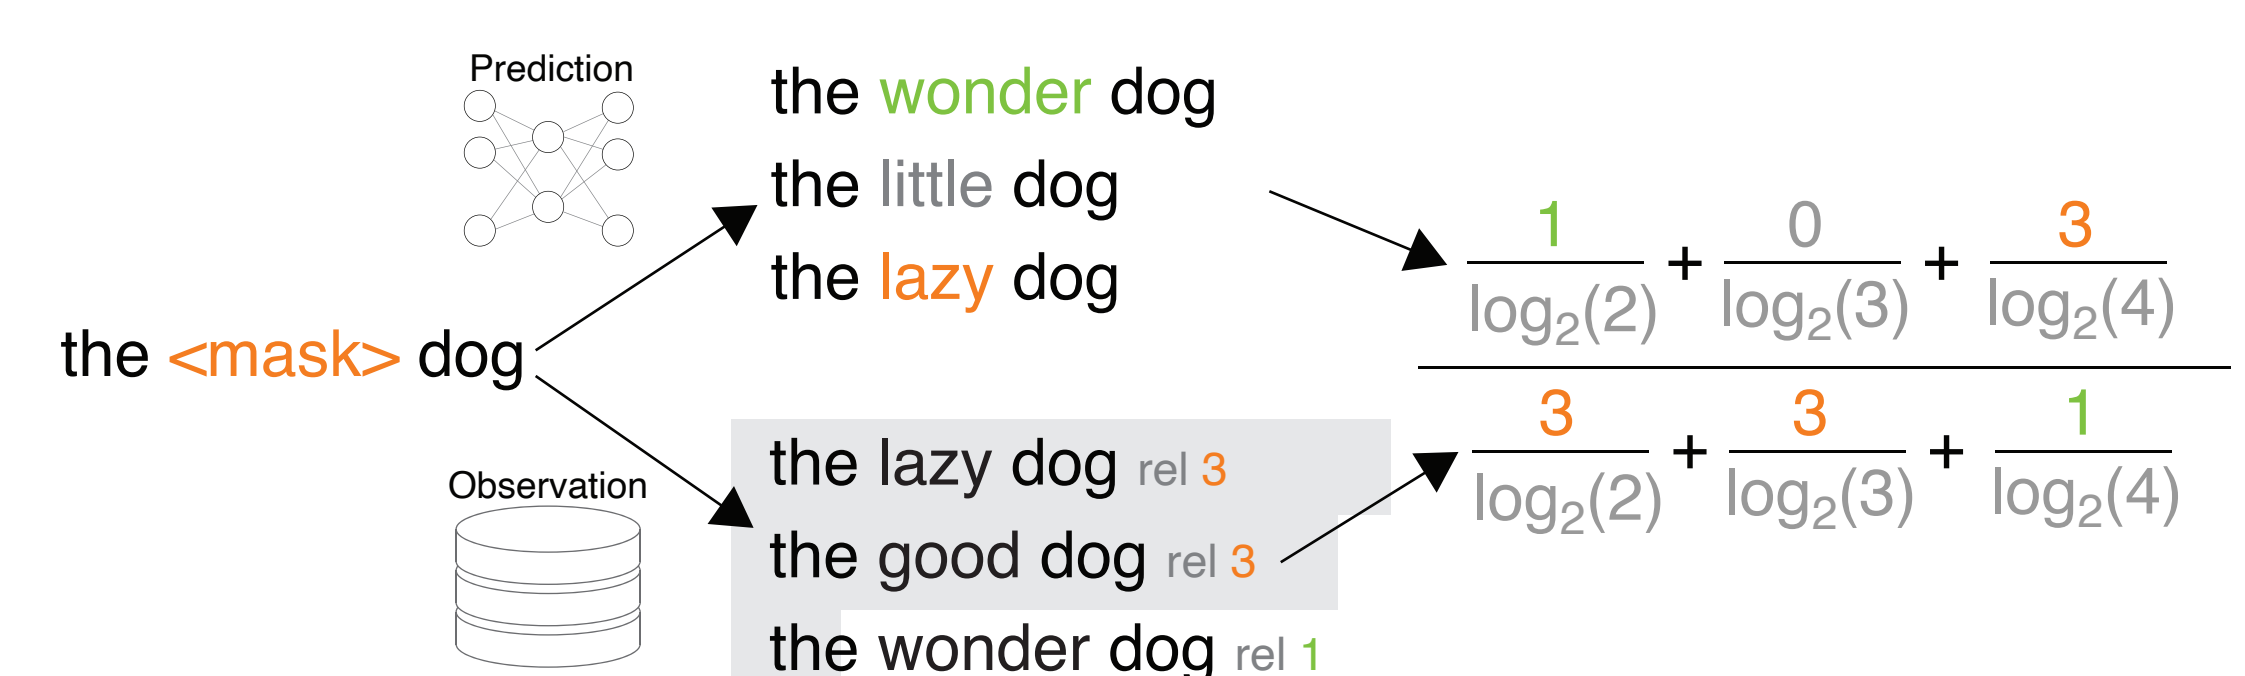 Prediction
the wonder dog
the little dog
the lazy dog
the <mask> dog
Observation
the lazy dog rel 3
the good dog rel 3
the wonder dog rel 1
1 + 0 + 3
log2(2) log2(3) log2(4)
3 + 3 + 1
log2(2) log2(3) log2(4)